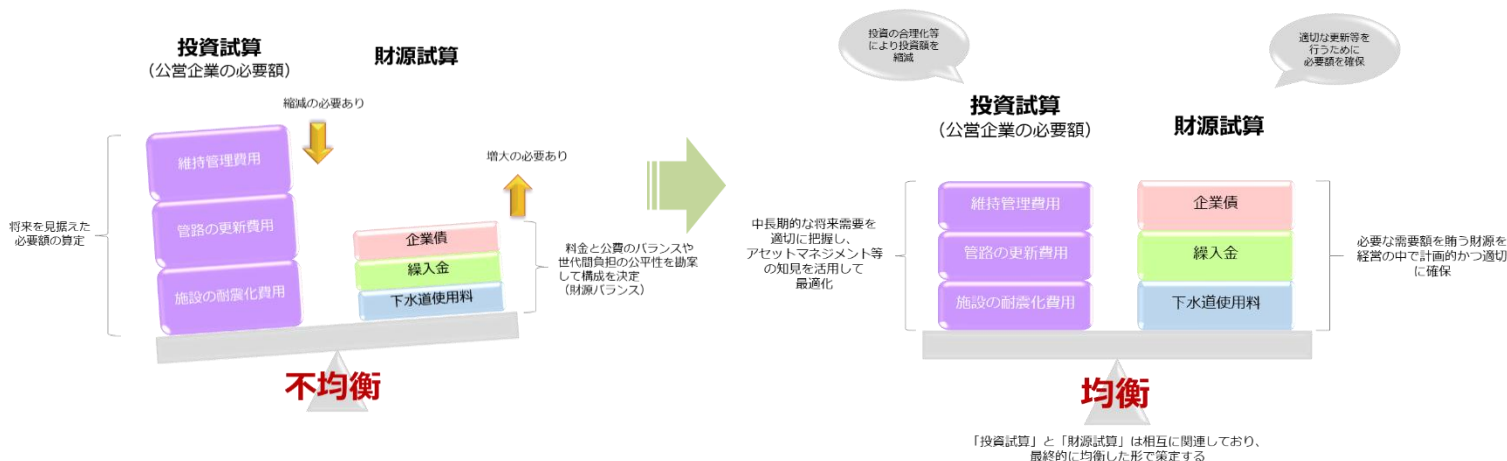 投資試算
（公営企業の必要額）
財源試算
縮減の必要あり
増大の必要あり
維持管理費用
管路の更新費用
施設の耐震化費用
将来を見据えた
必要額の算定
企業債
繰入金
下水道使用料
料金と公費のバランスや
世代間負担の公平性を勘案
して構成を決定
（財源バランス）
不均衡
投資の合理化等
により投資額を
縮減
適切な更新等を
行うために
必要額を確保
投資試算
（公営企業の必要額）
財源試算
中長期的な将来需要を
適切に把握し、
アセットマネジメント等
の知見を活用して
最適化
維持管理費用
管路の更新費用
施設の耐震化費用
企業債
繰入金
下水道使用料
必要な需要額を賄う財源を
経営の中で計画的かつ適切
に確保
均衡
「投資試算」と「財源試算」は相互に関連しており、
最終的に均衡した形で策定する